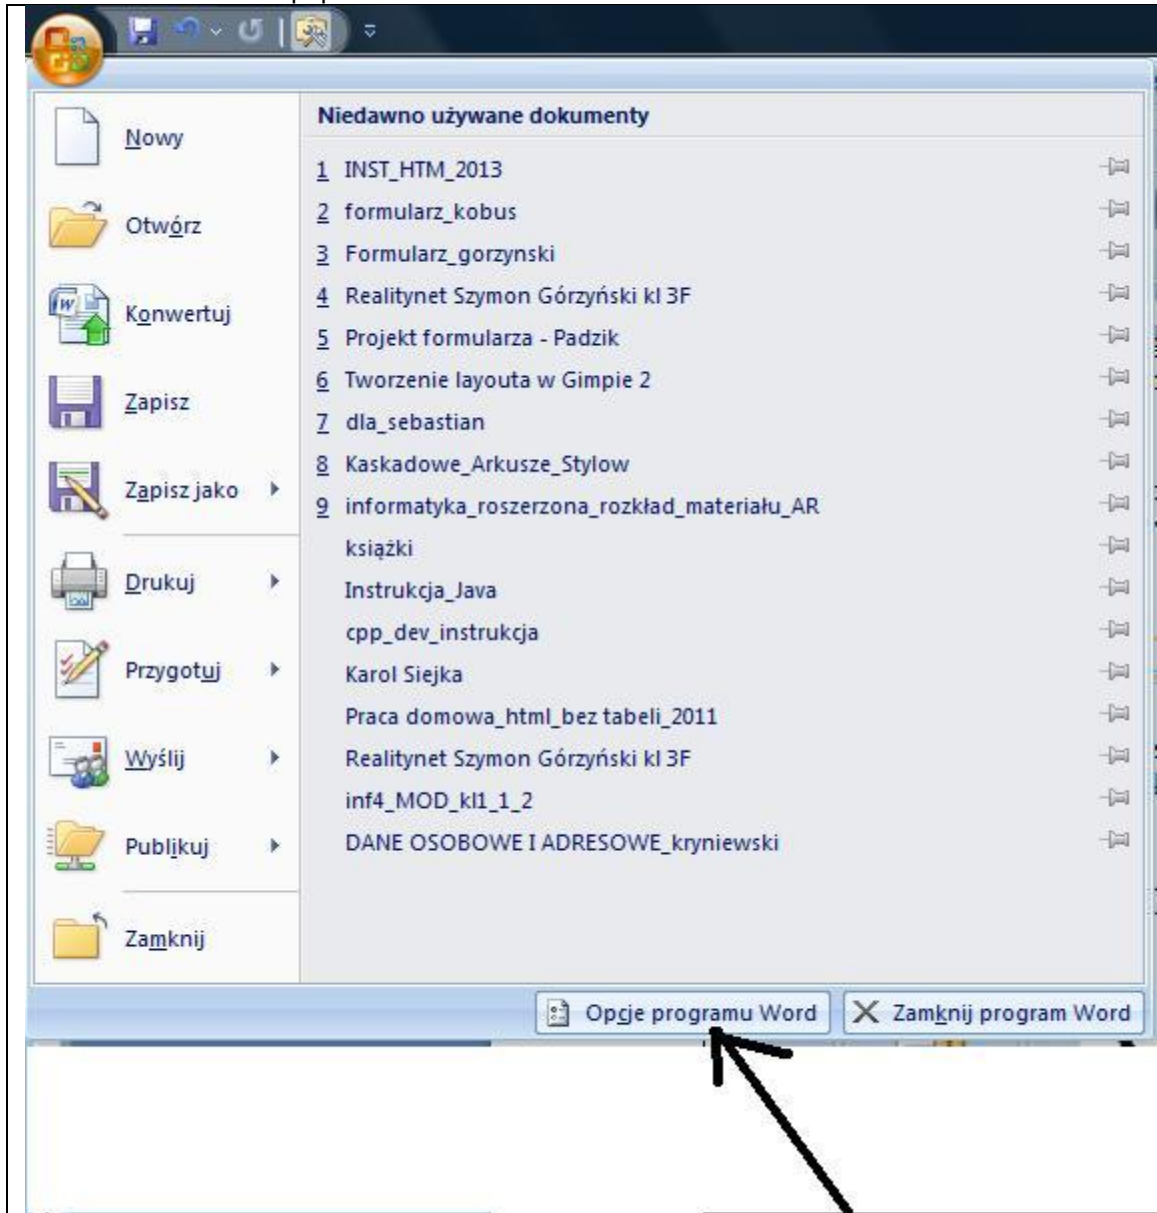 Nowy
Otwórz
Konwertuj
Zapisz
Zapisz jako
Drukuj
Przygotuj
Wyślij
Publikuj
Zamknij
Niedawno używane dokumenty
1 INST_HTM_2013
2 formularz_kobus
3 Formularz_gorzynski
4 Realitynet Szymon Górzyński kl 3F
5 Projekt formularza - Padzik
6 Tworzenie layouta w Gimpie 2
7 dla_sebastian
8 Kaskadowe_Arkusze_Stylow
9 informatyka_roszerzona_rozkład_materiału_AR
książki
Instrukcja_Java
cpp_dev_instrukcja
Karol Siejka
Praca domowa_html_bez tabeli_2011
Realitynet Szymon Górzyński kl 3F
inf4_MOD_kl1_1_2
DANE OSOBOWE I ADRESOWE_kryniewski
Opcje programu Word
Zamknij program Word